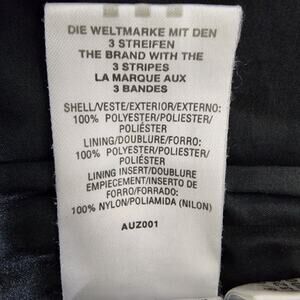 DIE WELTMARKE MIT DEN
3 STREIFEN
THE BRAND WITH THE
3 STRIPES
LA MARQUE AUX
3 BANDES
SHELL/VESTE/EXTERIOR/EXTERNO:
100% POLYESTER/POLIESTER/
POLIÉSTER
LINING/DOUBLURE/FORRO:
100% POLYESTER/POLIESTER/
POLIÉSTER
LINING INSERT/DOUBLURE
EMPIECEMENT/INSERTO DE
FORRO/FORRADO:
100% NYLON/POLIAMIDA (NILON)
AUZ001